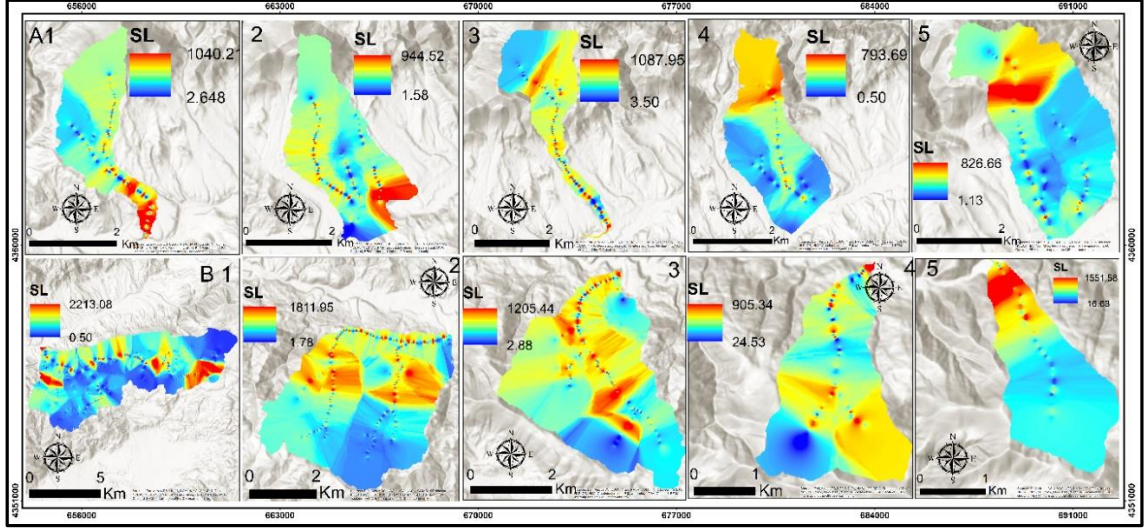 656000 663000 670000 677000 684000 691000
A1
SL
1040.2
2.648
N
W E
S
0 2
Km
2
SL
944.52
1.58
N
W E
S
0 2
Km
3
SL
1087.95
3.50
N
W E
S
0 2
Km
4
SL
793.69
0.50
N
W E
S
0 2
Km
5
N
W E
S
SL
826.66
1.13
0 2
Km
4360000
4360000
B 1
SL
2213.08
0.50
N
W E
S
0 5
Km
2
N
W E
S
SL
1811.95
1.78
0 2
Km
3
SL
1205.44
2.88
N
W E
S
0 1
Km
4
N
W E
S
SL
905.34
24.53
0 1
Km
5
SL
1551.58
16.63
N
W E
S
0 1
Km
4351000
4351000
656000 663000 670000 677000 684000 691000